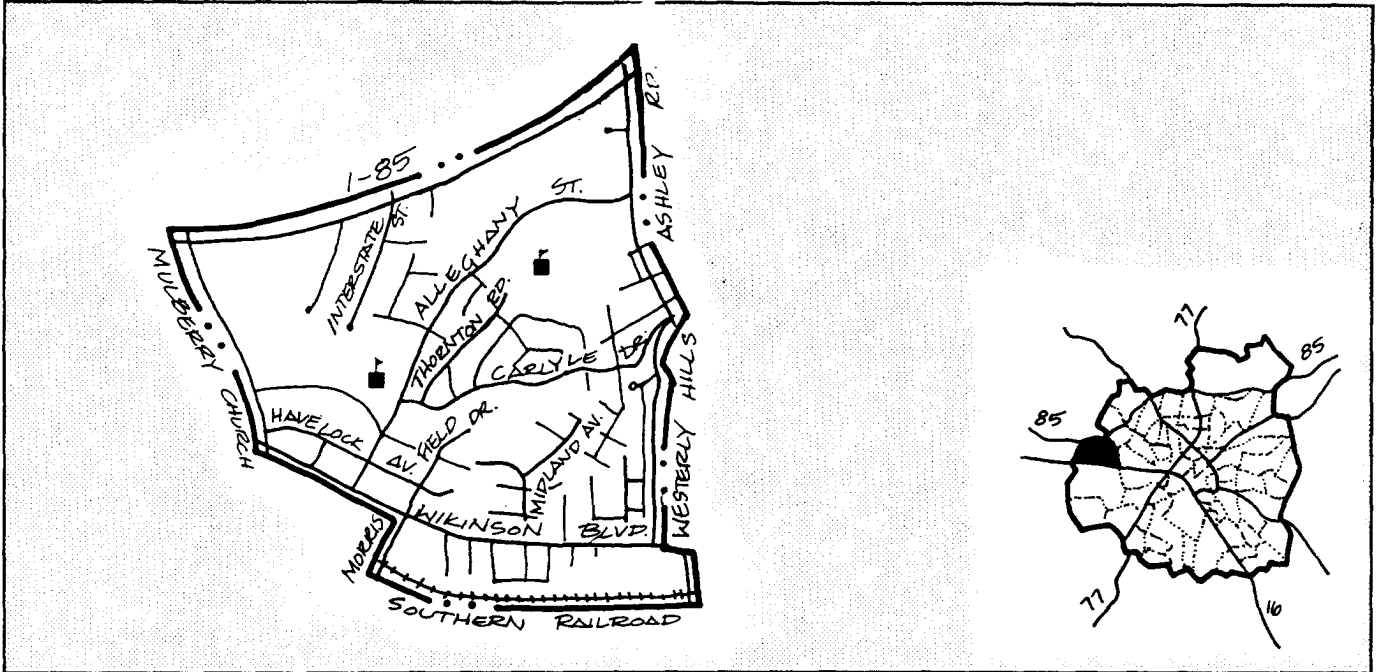 I-85
ASHLEY RD.
ALLEGHANY ST.
INTERSTATE ST.
MULBERRY CHURCH
THORNTON RD.
CARLYLE DR.
HAVELOCK AV.
FIELD DR.
MIDLAND AV.
WESTERLY HILLS
WIKINSON BLVD.
MORRIS
SOUTHERN RAILROAD
77
85
85
77
16